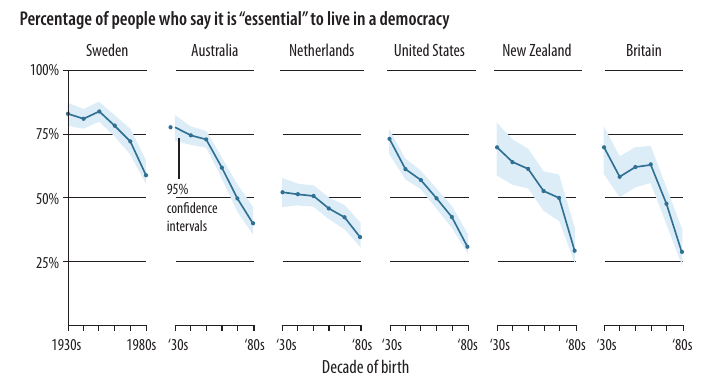 Percentage of people who say it is “essential” to live in a democracy
Sweden Australia Netherlands United States New Zealand Britain
100%
75%
50%
25%
95%
confidence
intervals
1930s 1980s ’30s ’80s ’30s ’80s ’30s ’80s ’30s ’80s ’30s ’80s
Decade of birth